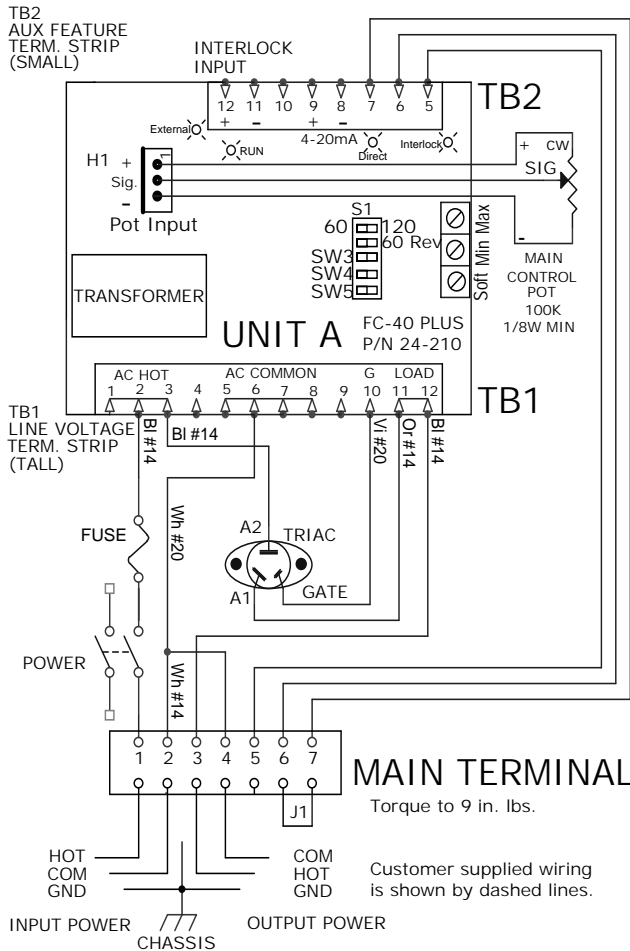 TB2
AUX FEATURE
TERM. STRIP
(SMALL)
INTERLOCK
INPUT
12 11 10 9 8 7 6 5
+ - + -
TB2
4-20mA
External
RUN
Direct
Interlock
H1 + 1
Sig.
-
Pot Input
+ CW
SIG
-
MAIN
CONTROL
POT
100K
1/8W MIN
S1
60 120
60 Rev
SW3
SW4
SW5
Soft Min Max
TRANSFORMER
UNIT A
FC-40 PLUS
P/N 24-210
AC HOT AC COMMON G LOAD
1 2 3 4 5 6 7 8 9 10 11 12
TB1
TB1
LINE VOLTAGE
TERM. STRIP
(TALL)
Bl #14
Bl #14
Vi #20
Or #14
Bl #14
Wh #20
FUSE
A2 TRIAC
A1 GATE
POWER
Wh #14
1 2 3 4 5 6 7
J1
MAIN TERMINAL
Torque to 9 in. lbs.
HOT
COM
GND
COM
HOT
GND
Customer supplied wiring
is shown by dashed lines.
INPUT POWER
OUTPUT POWER
CHASSIS